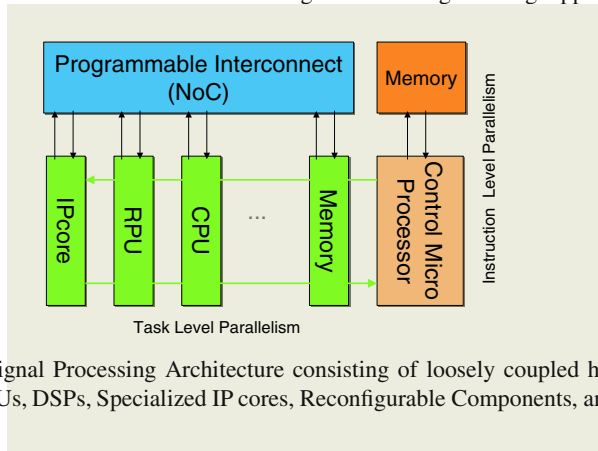 Programmable Interconnect
(NoC)
Memory
IPcore
RPU
CPU
...
Memory
Control Micro
Processor
Instruction Level Parallelism
Task Level Parallelism
ignal Processing Architecture consisting of loosely coupled h
Us, DSPs, Specialized IP cores, Reconfigurable Components, a